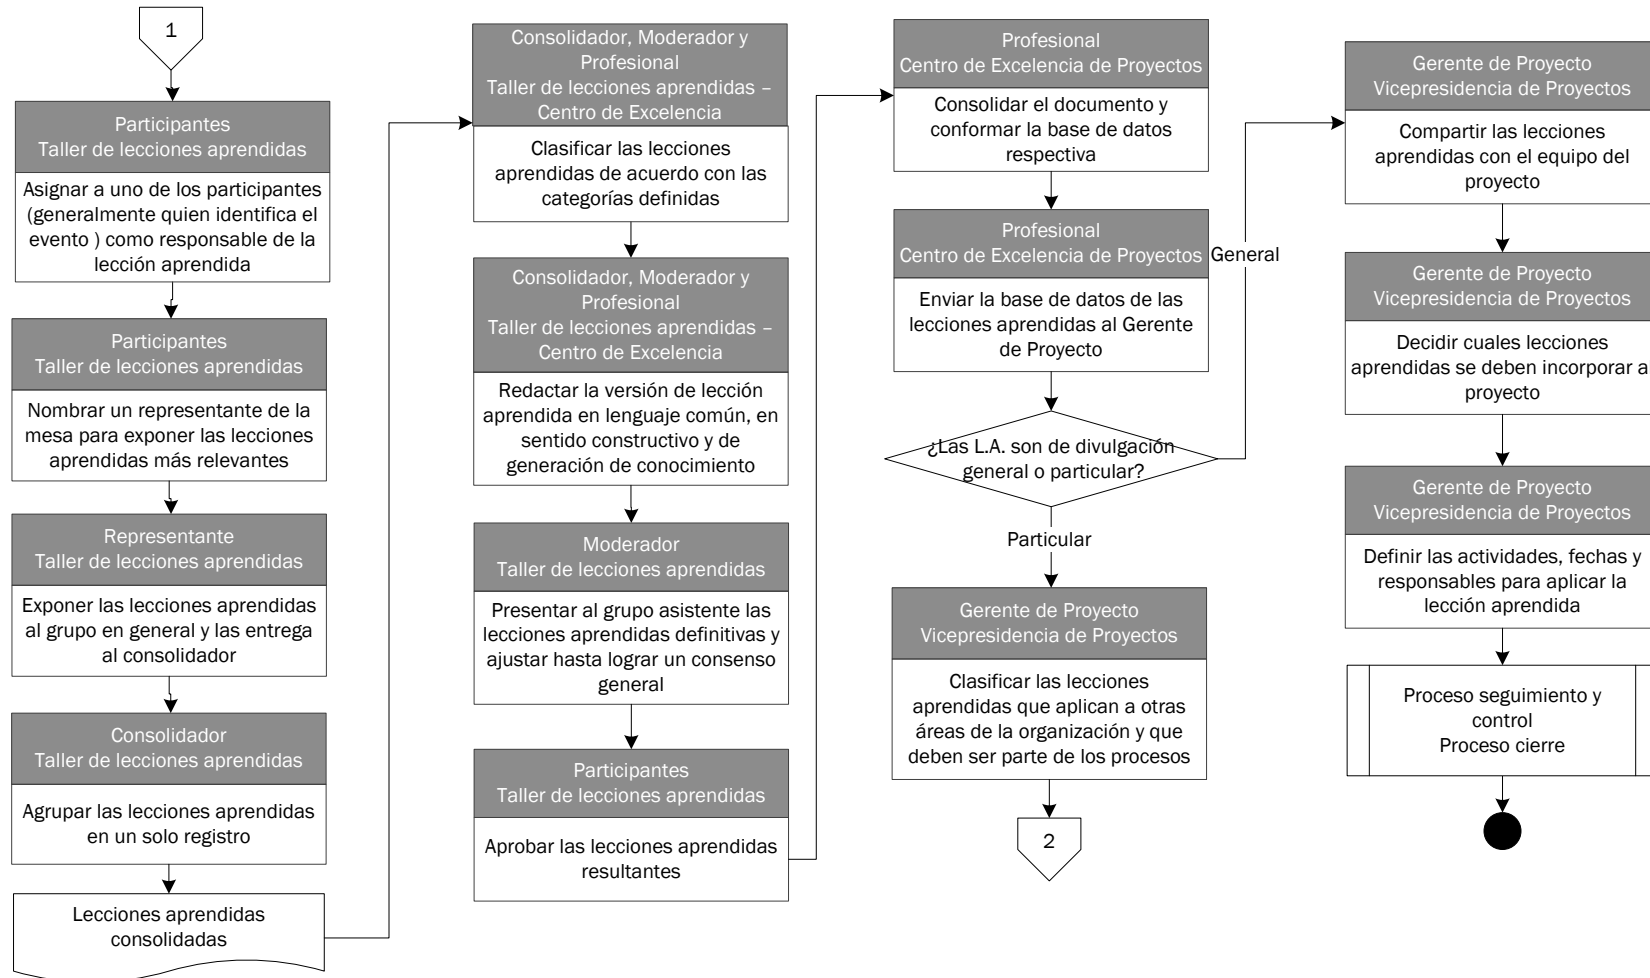 1
Participantes
Taller de lecciones aprendidas
Asignar a uno de los participantes
(generalmente quien identifica el
evento ) como responsable de la
lección aprendida
Participantes
Taller de lecciones aprendidas
Nombrar un representante de la
mesa para exponer las lecciones
aprendidas más relevantes
Representante
Taller de lecciones aprendidas
Exponer las lecciones aprendidas
al grupo en general y las entrega
al consolidador
Consolidador
Taller de lecciones aprendidas
Agrupar las lecciones aprendidas
en un solo registro
Lecciones aprendidas
consolidadas
Consolidador, Moderador y
Profesional
Taller de lecciones aprendidas –
Centro de Excelencia
Clasificar las lecciones
aprendidas de acuerdo con las
categorías definidas
Consolidador, Moderador y
Profesional
Taller de lecciones aprendidas –
Centro de Excelencia
Redactar la versión de lección
aprendida en lenguaje común, en
sentido constructivo y de
generación de conocimiento
Moderador
Taller de lecciones aprendidas
Presentar al grupo asistente las
lecciones aprendidas definitivas y
ajustar hasta lograr un consenso
general
Participantes
Taller de lecciones aprendidas
Aprobar las lecciones aprendidas
resultantes
Profesional
Centro de Excelencia de Proyectos
Consolidar el documento y
conformar la base de datos
respectiva
Profesional
Centro de Excelencia de Proyectos
Enviar la base de datos de las
lecciones aprendidas al Gerente
de Proyecto
¿Las L.A. son de divulgación
general o particular?
General
Particular
Gerente de Proyecto
Vicepresidencia de Proyectos
Clasificar las lecciones
aprendidas que aplican a otras
áreas de la organización y que
deben ser parte de los procesos
2
Gerente de Proyecto
Vicepresidencia de Proyectos
Compartir las lecciones
aprendidas con el equipo del
proyecto
Gerente de Proyecto
Vicepresidencia de Proyectos
Decidir cuales lecciones
aprendidas se deben incorporar a
proyecto
Gerente de Proyecto
Vicepresidencia de Proyectos
Definir las actividades, fechas y
responsables para aplicar la
lección aprendida
Proceso seguimiento y
control
Proceso cierre